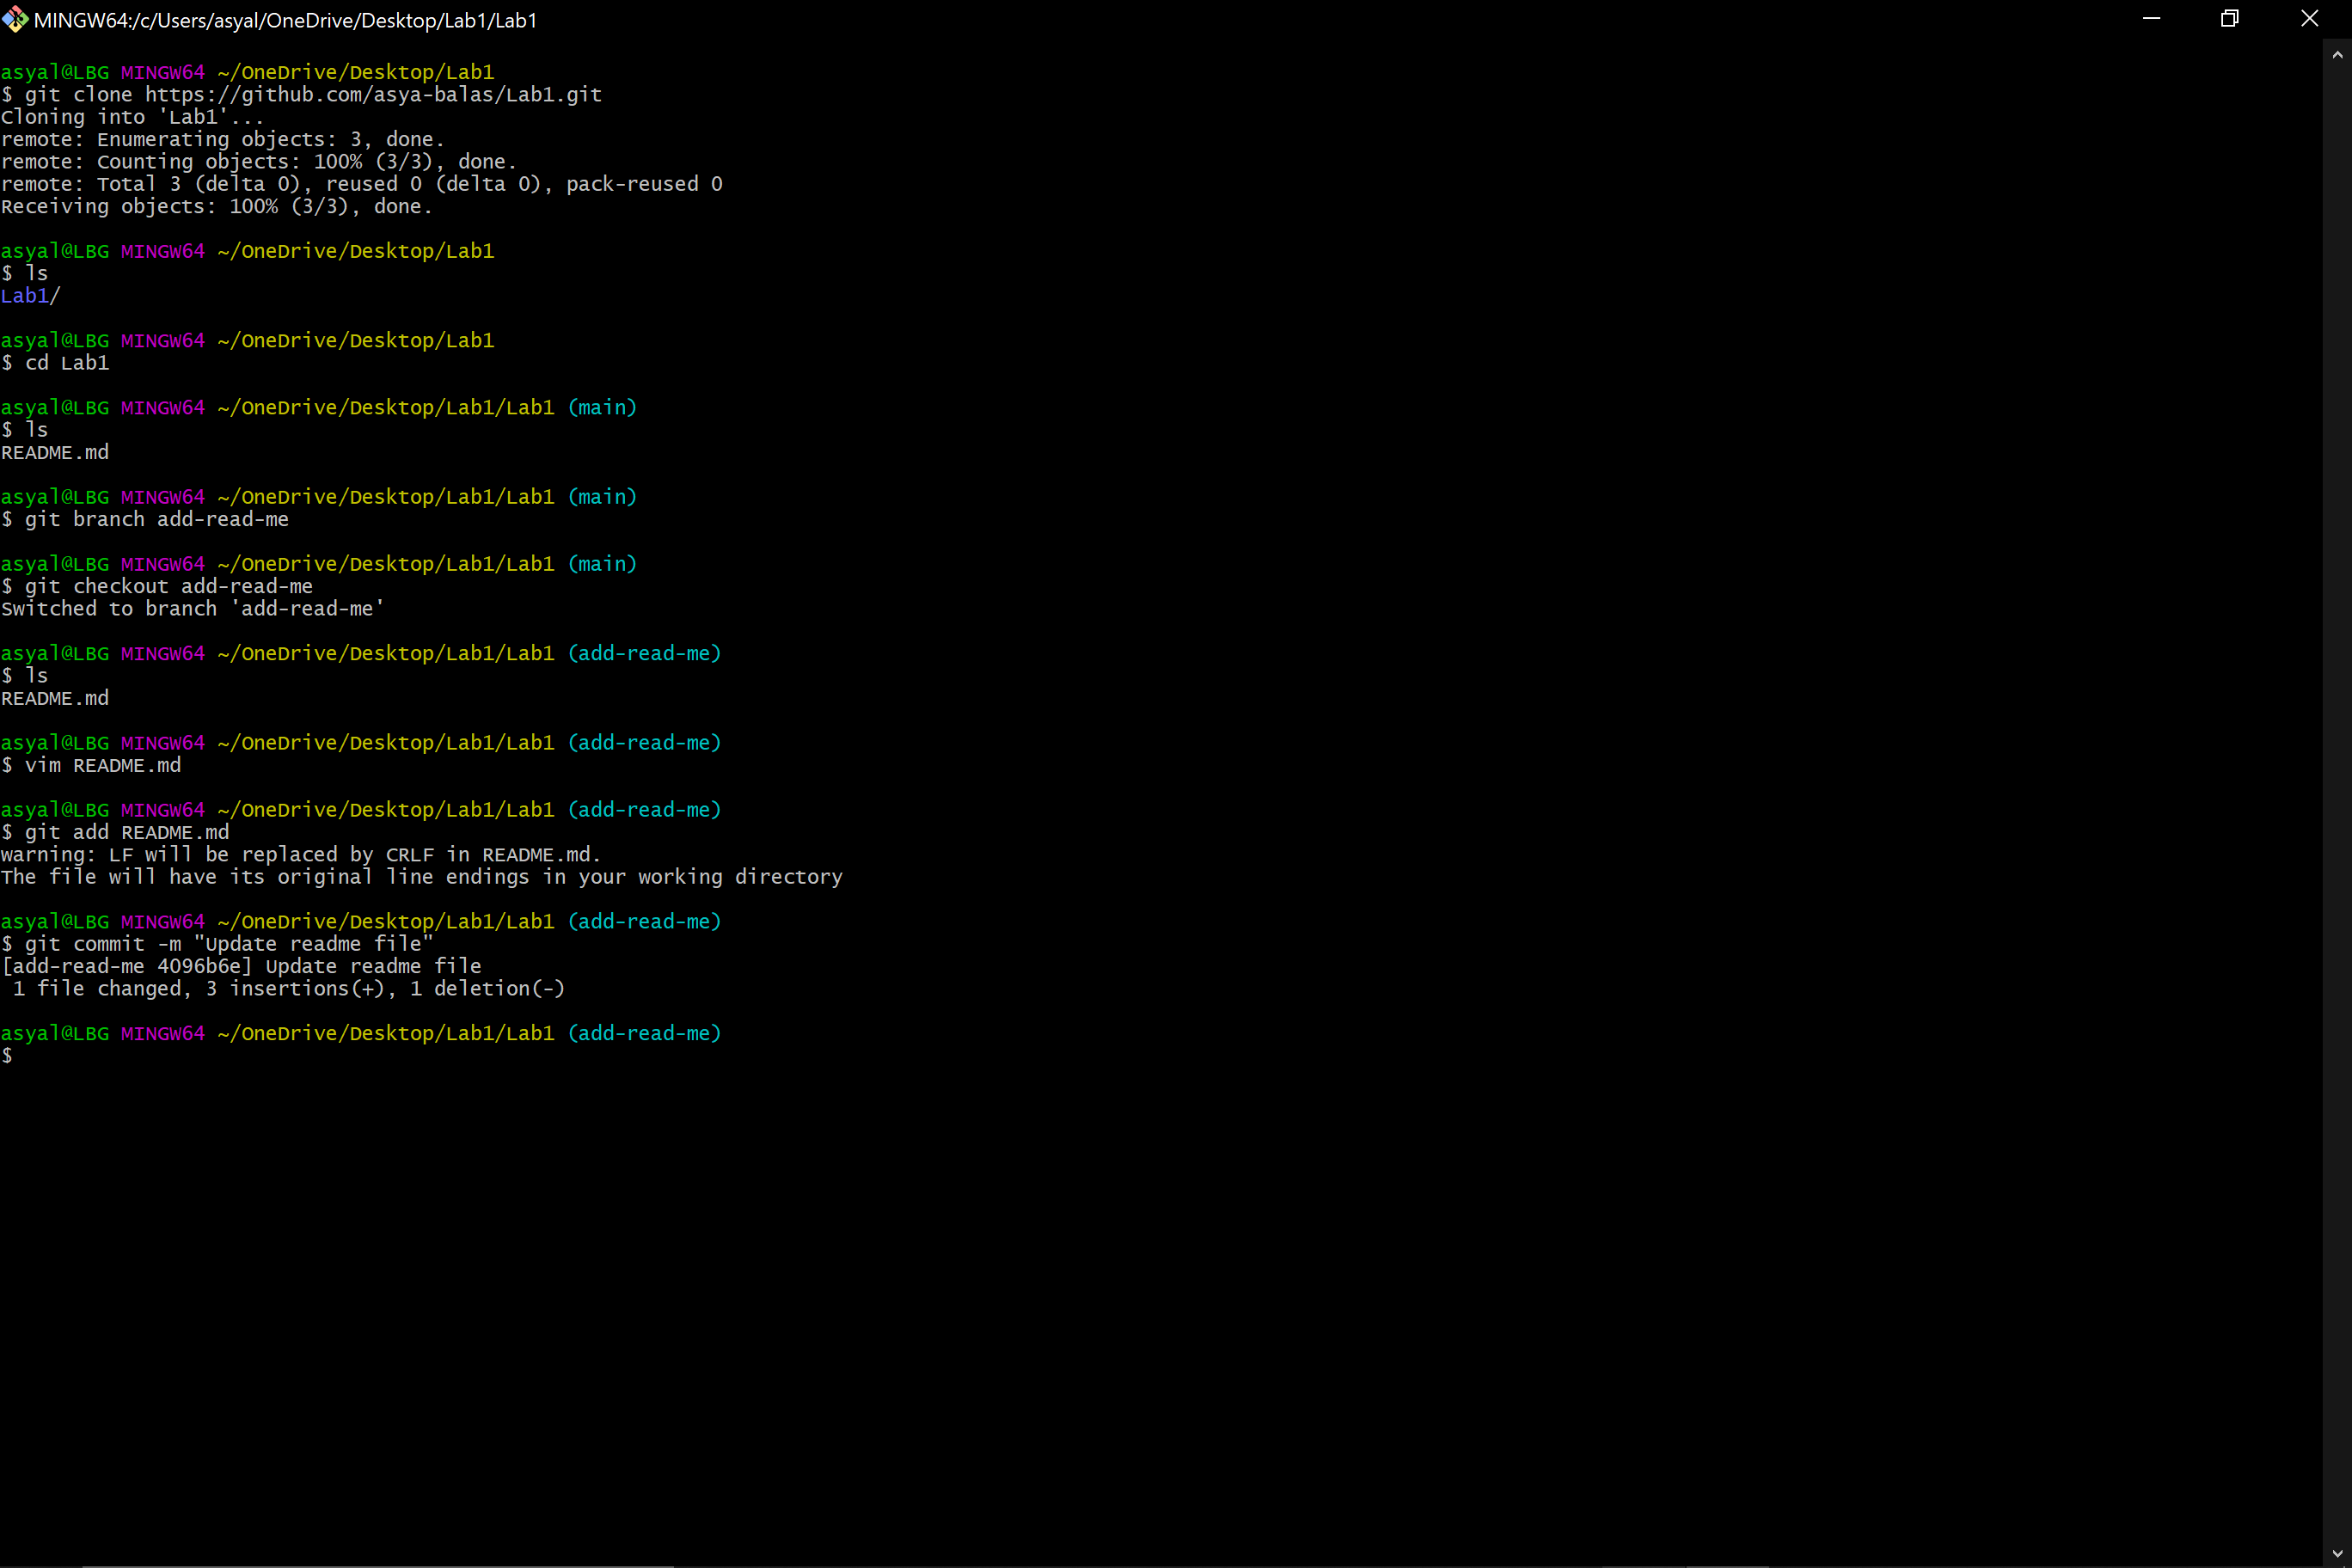 MINGW64:/c/Users/asyal/OneDrive/Desktop/Lab1/Lab1
asyal@LBG MINGW64 ~/OneDrive/Desktop/Lab1
$ git clone https://github.com/asya-balas/Lab1.git
Cloning into 'Lab1'...
remote: Enumerating objects: 3, done.
remote: Counting objects: 100% (3/3), done.
remote: Total 3 (delta 0), reused 0 (delta 0), pack-reused 0
Receiving objects: 100% (3/3), done.
asyal@LBG MINGW64 ~/OneDrive/Desktop/Lab1
$ ls
Lab1/
asyal@LBG MINGW64 ~/OneDrive/Desktop/Lab1
$ cd Lab1
asyal@LBG MINGW64 ~/OneDrive/Desktop/Lab1/Lab1 (main)
$ ls
README.md
asyal@LBG MINGW64 ~/OneDrive/Desktop/Lab1/Lab1 (main)
$ git branch add-read-me
asyal@LBG MINGW64 ~/OneDrive/Desktop/Lab1/Lab1 (main)
$ git checkout add-read-me
Switched to branch 'add-read-me'
asyal@LBG MINGW64 ~/OneDrive/Desktop/Lab1/Lab1 (add-read-me)
$ ls
README.md
asyal@LBG MINGW64 ~/OneDrive/Desktop/Lab1/Lab1 (add-read-me)
$ vim README.md
asyal@LBG MINGW64 ~/OneDrive/Desktop/Lab1/Lab1 (add-read-me)
$ git add README.md
warning: LF will be replaced by CRLF in README.md.
The file will have its original line endings in your working directory
asyal@LBG MINGW64 ~/OneDrive/Desktop/Lab1/Lab1 (add-read-me)
$ git commit -m "Update readme file"
[add-read-me 4096b6e] Update readme file
 1 file changed, 3 insertions(+), 1 deletion(-)
asyal@LBG MINGW64 ~/OneDrive/Desktop/Lab1/Lab1 (add-read-me)
$